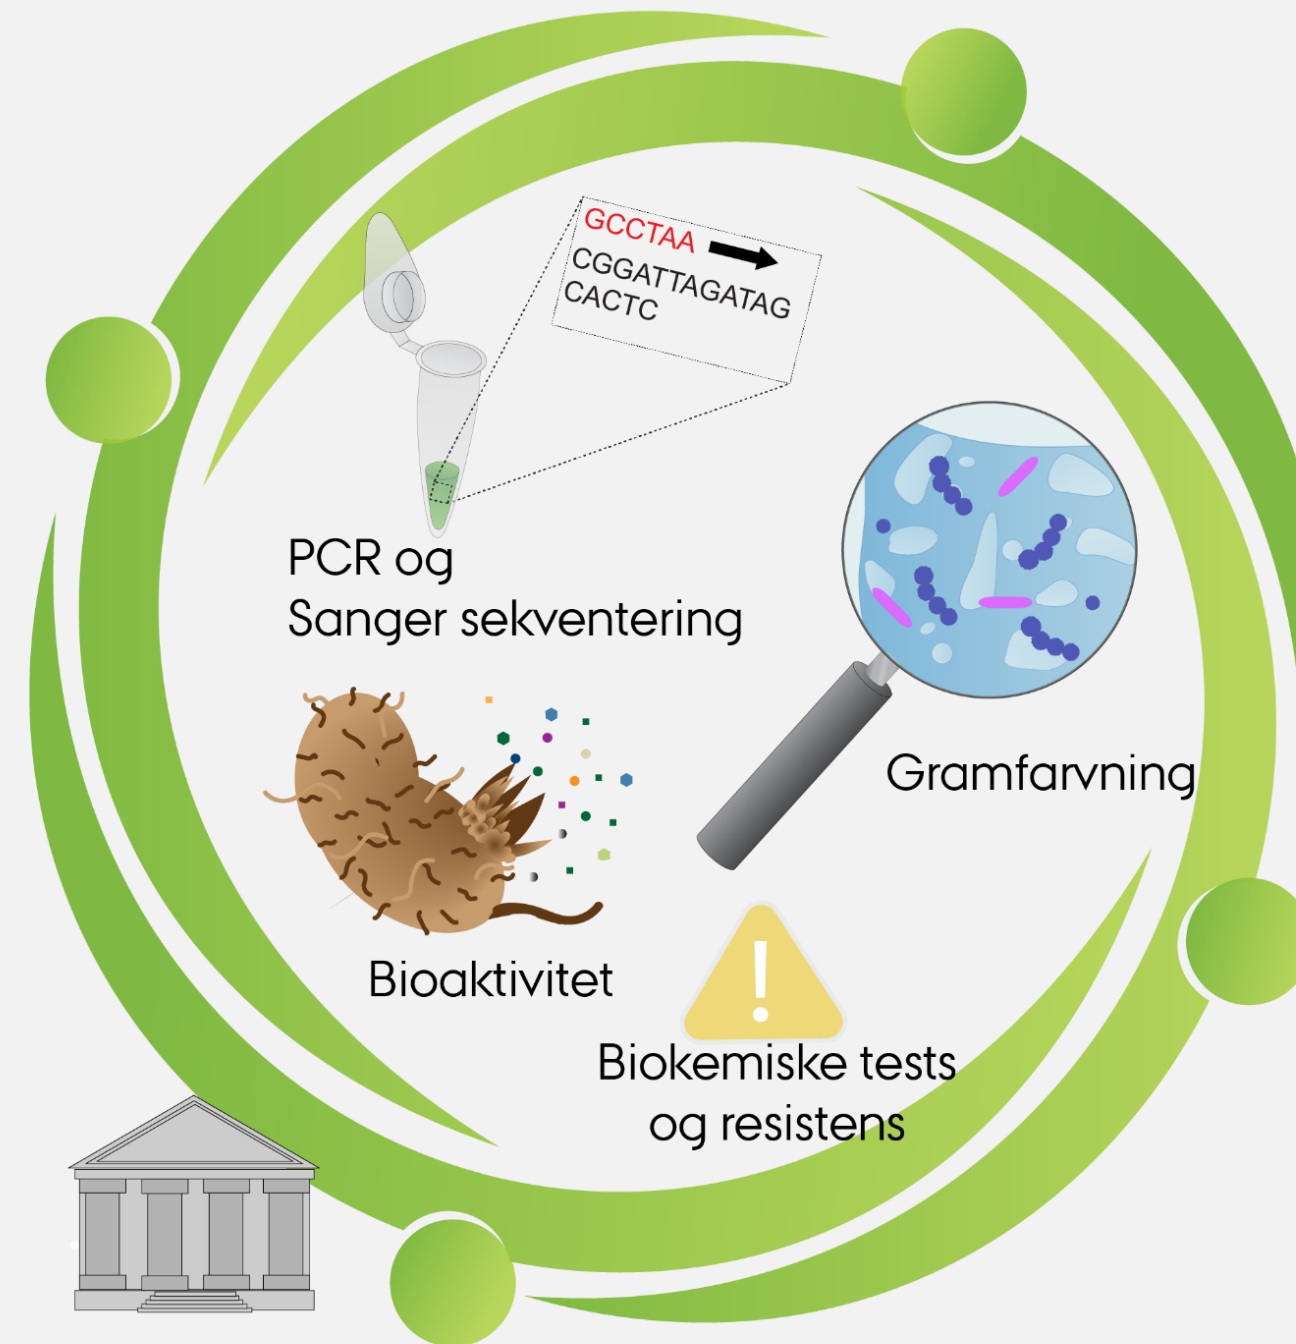 GCCTAA
CGGATTAGATAG
CACTC
PCR og
Sanger sekventering
Gramfarvning
Bioaktivitet
!
Biokemiske tests
og resistens